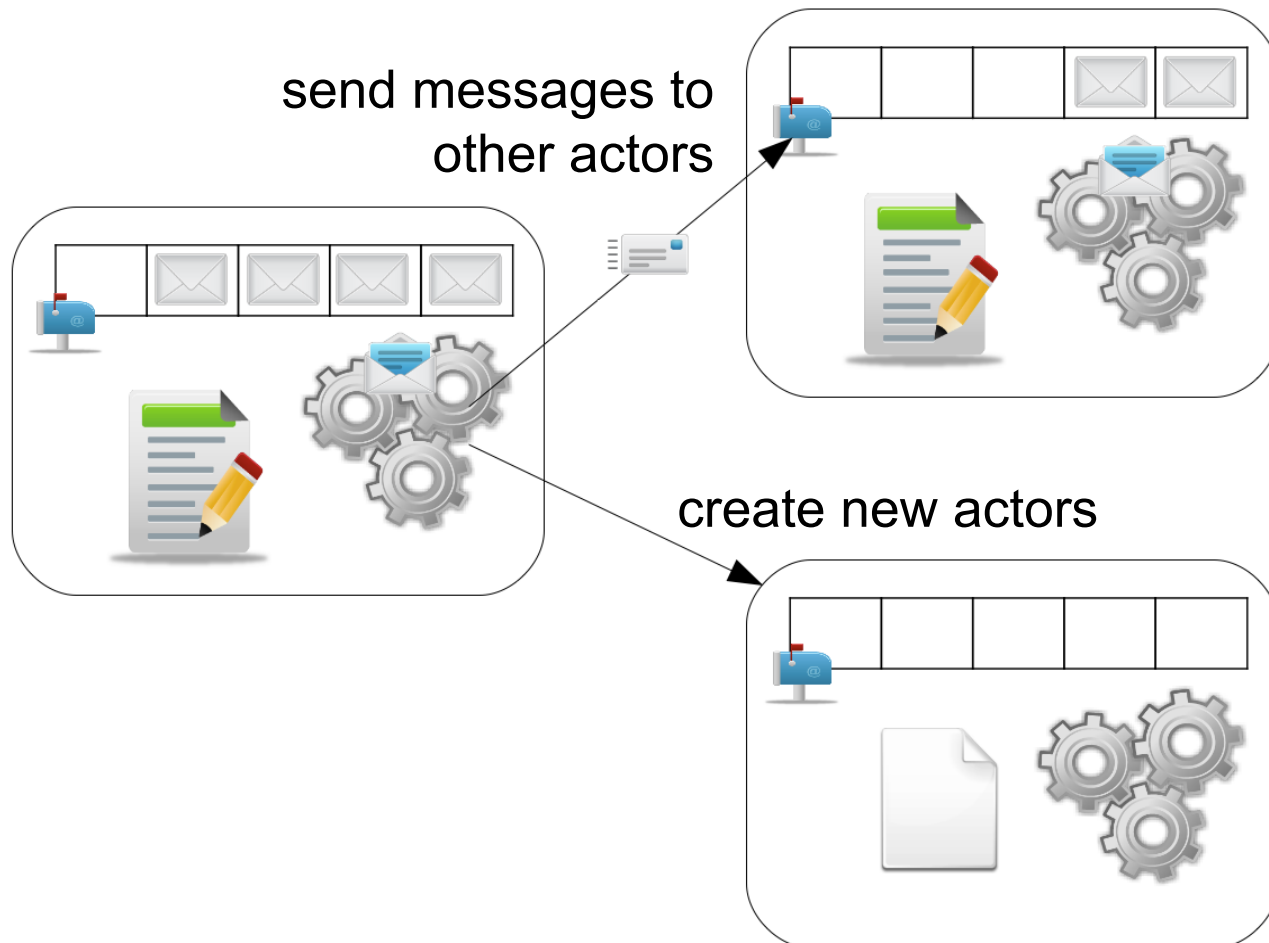 send messages to
other actors
create new actors